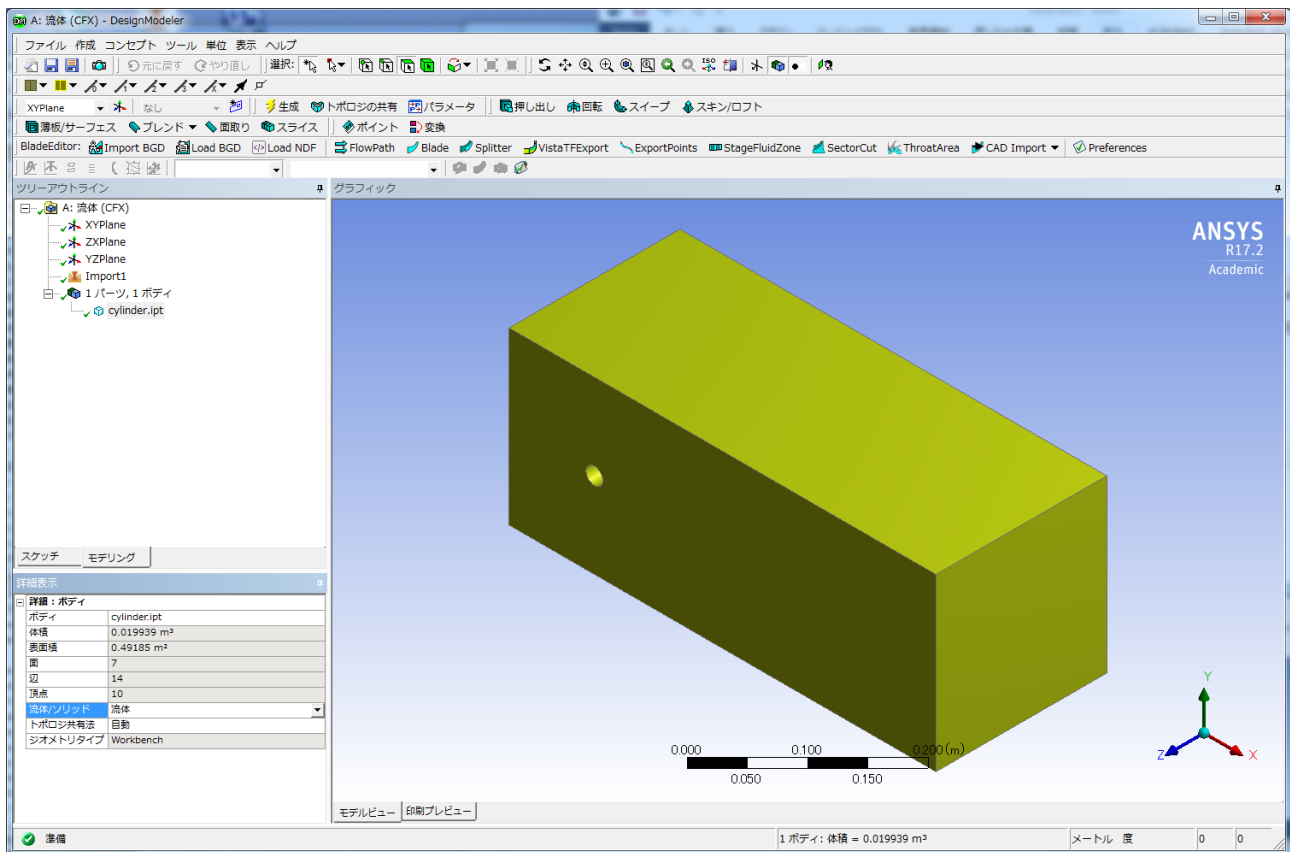 A: 流体 (CFX) - DesignModeler
ファイル 作成 コンセプト ツール 単位 表示 ヘルプ
元に戻す やり直し 選択: ISO
XYPlane なし 生成 トポロジの共有 パラメータ 押し出し 回転 スイープ スキン/ロフト
薄板/サーフェス ブレンド 面取り スライス ポイント 変換
BladeEditor: Import BGD Load BGD Load NDF FlowPath Blade Splitter VistaTFExport ExportPoints StageFluidZone SectorCut ThroatArea CAD Import Preferences
ツリーアウトライン
A: 流体 (CFX)
XYPlane
ZXPlane
YZPlane
Import1
1 パーツ, 1 ボディ
cylinder.ipt
スケッチ モデリング
詳細表示
詳細 : ボディ
ボディ cylinder.ipt
体積 0.019939 m³
表面積 0.49185 m²
面 7
辺 14
頂点 10
流体/ソリッド 流体
トポロジ共有法 自動
ジオメトリタイプ Workbench
グラフィック
ANSYS
R17.2
Academic
Y
Z X
0.000 0.100 0.200 (m)
0.050 0.150
モデルビュー 印刷プレビュー
準備 1 ボディ: 体積 = 0.019939 m³ メートル 度 0 0